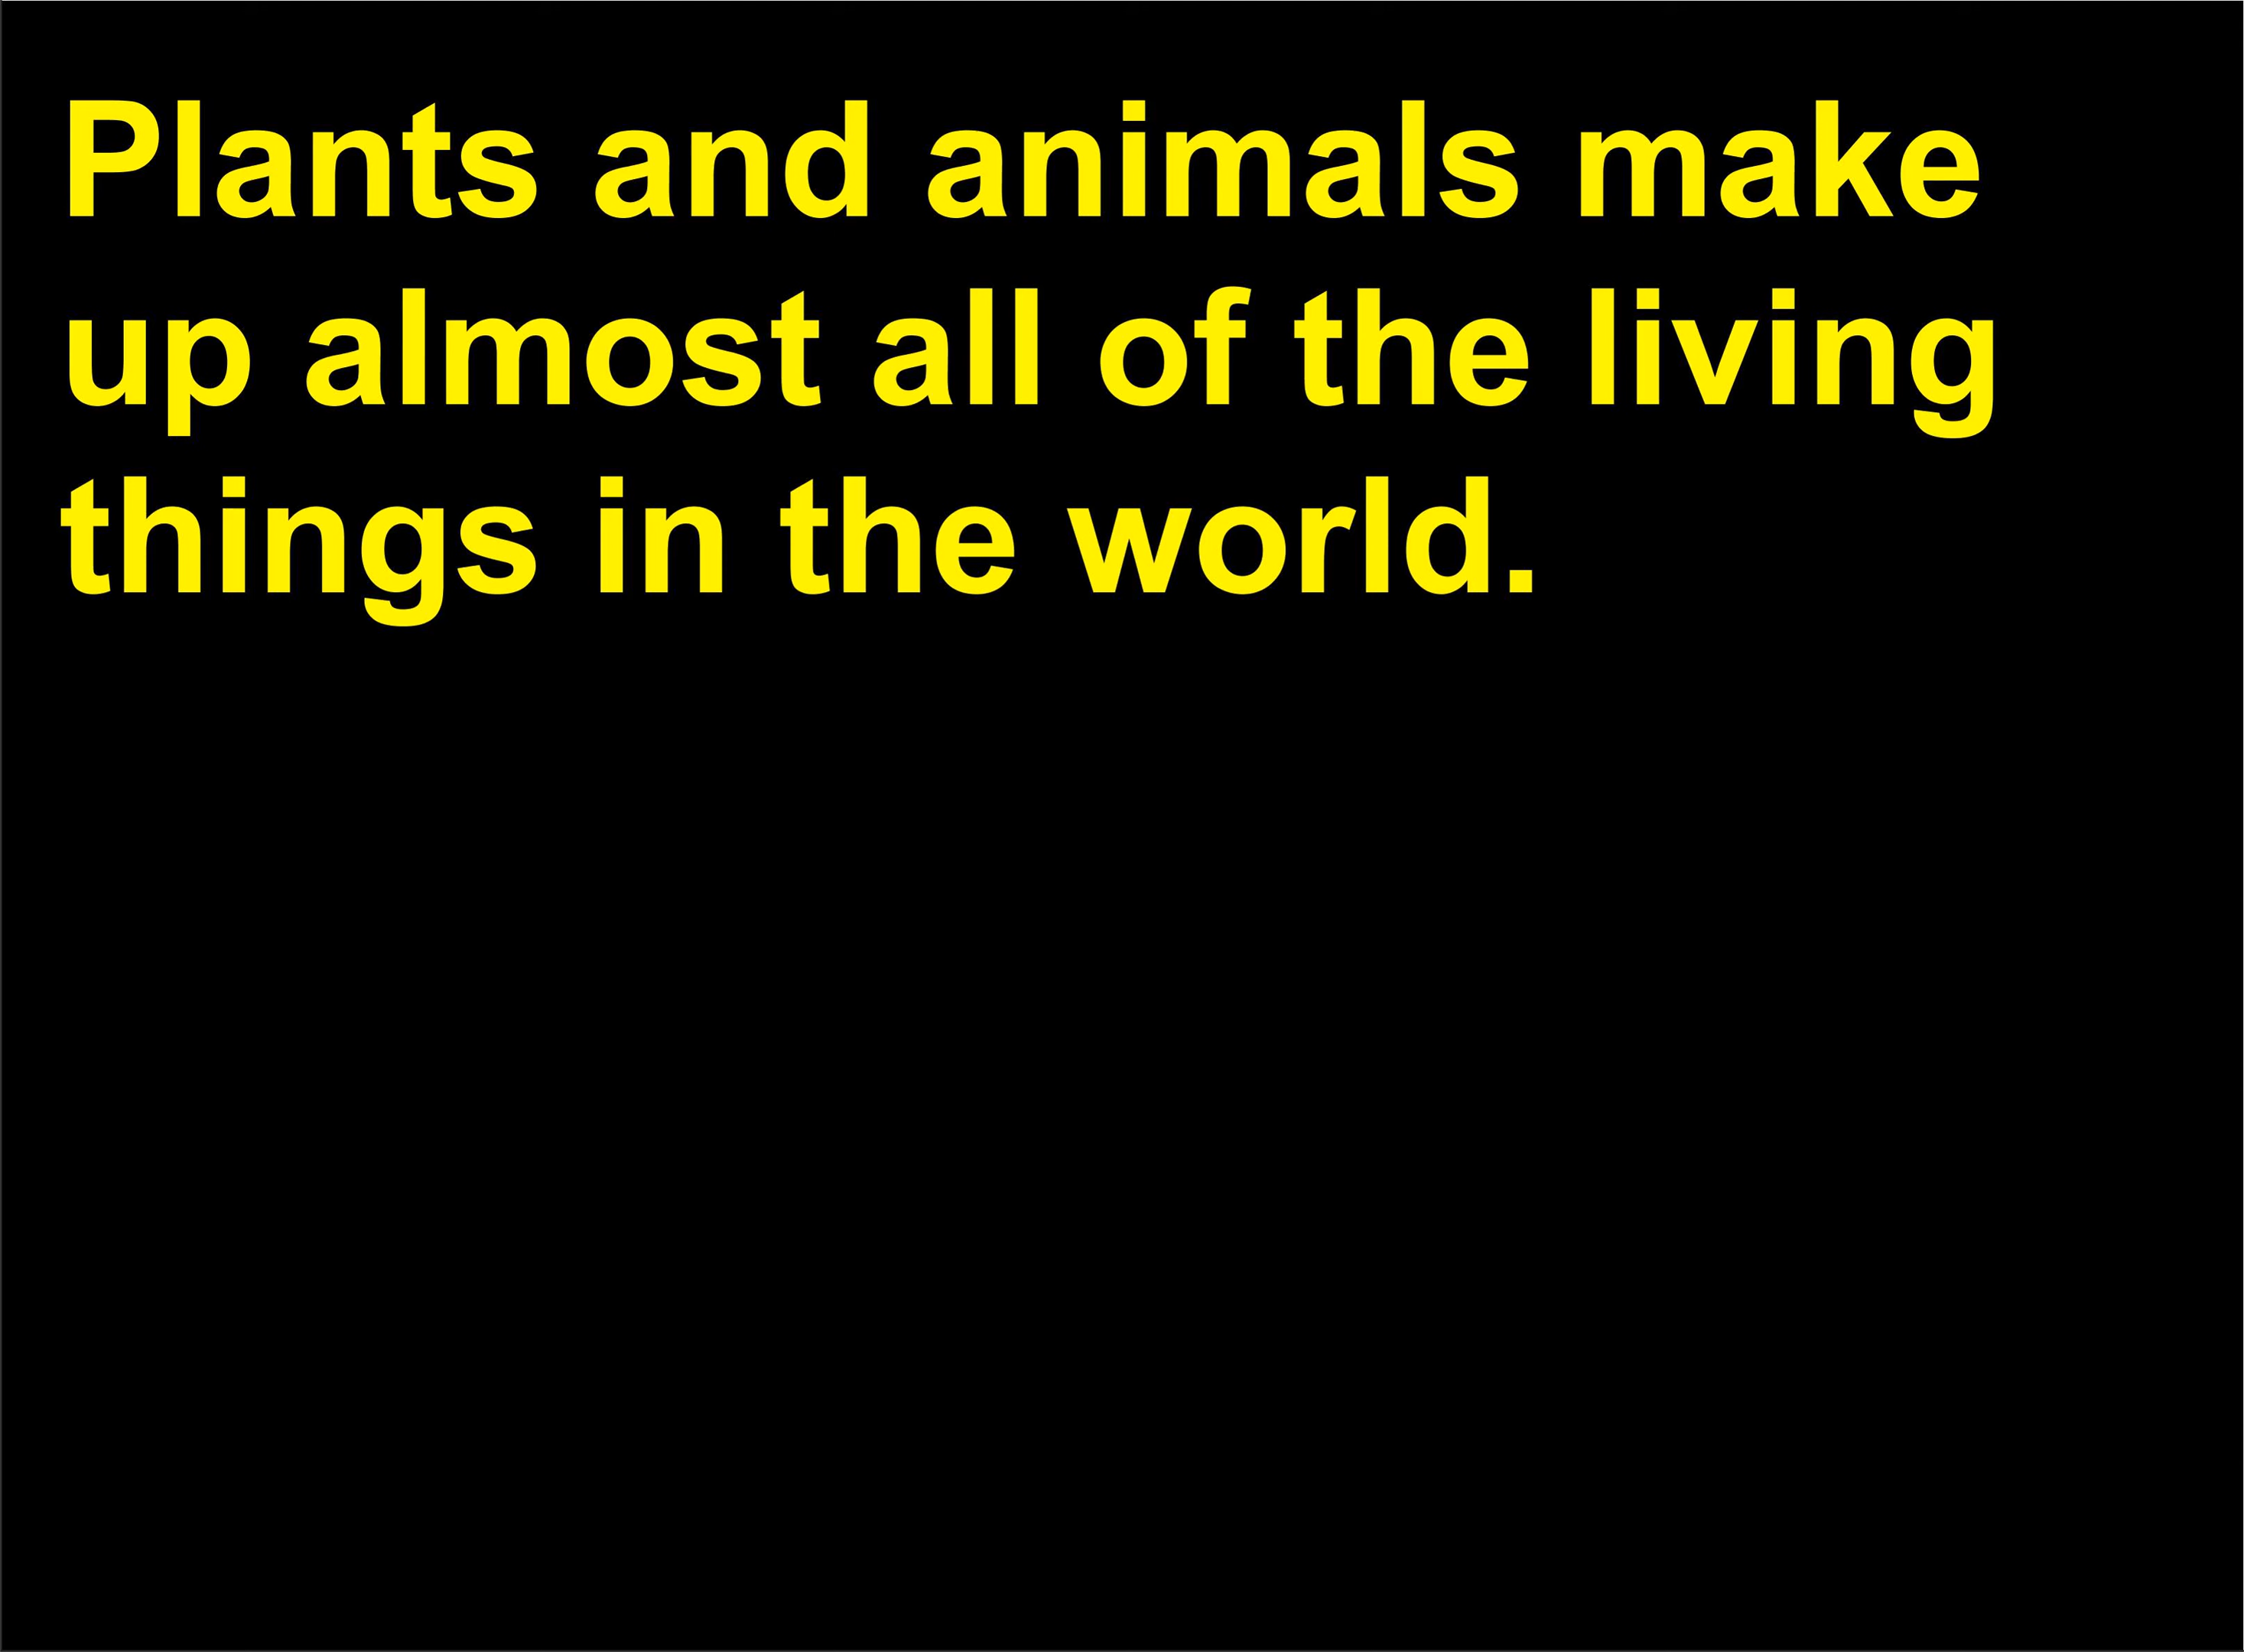 Plants and animals make
up almost all of the living
things in the world.